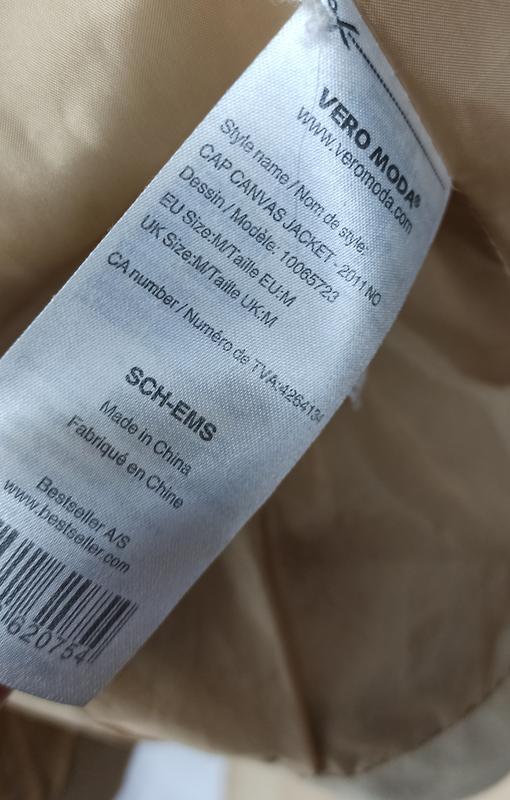 VERO MODA®
www.veromoda.com
Style name / Nom de style:
CAP CANVAS JACKET - 2011 NO
Dessin / Modèle. 10065723
EU Size:M/Taille EU:M
UK Size:M/Taille UK:M
CA number / Numéro de TVA:4264134
SCH-EMS
Made in China
Fabriqué en Chine
Bestseller A/S
www.bestseller.com
620754